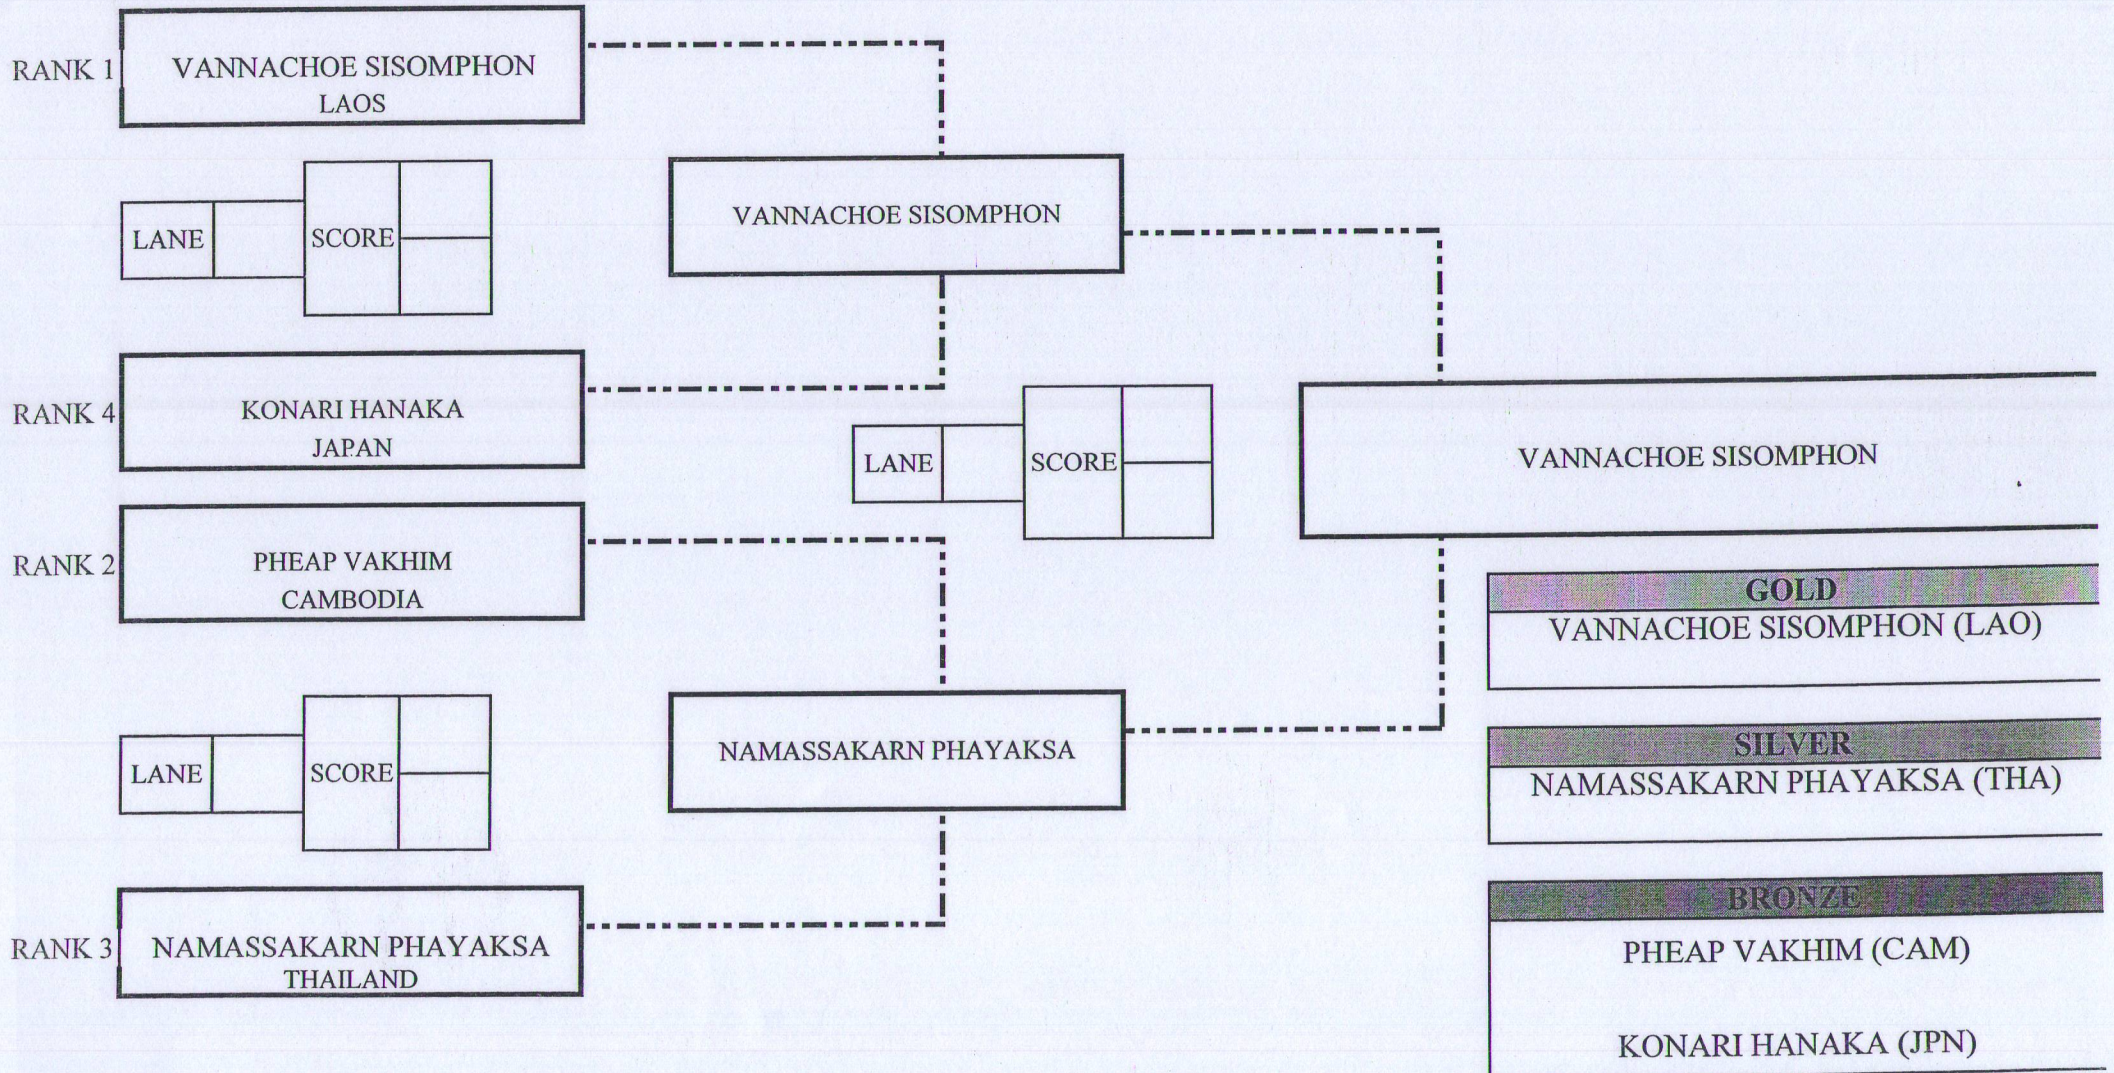 RANK 1
VANNACHOE SISOMPHON
LAOS
LANE
SCORE
VANNACHOE SISOMPHON
RANK 4
KONARI HANAKA
JAPAN
LANE
SCORE
VANNACHOE SISOMPHON
RANK 2
PHEAP VAKHIM
CAMBODIA
LANE
SCORE
NAMASSAKARN PHAYAKSA
RANK 3
NAMASSAKARN PHAYAKSA
THAILAND
GOLD
VANNACHOE SISOMPHON (LAO)
SILVER
NAMASSAKARN PHAYAKSA (THA)
BRONZE
PHEAP VAKHIM (CAM)
KONARI HANAKA (JPN)